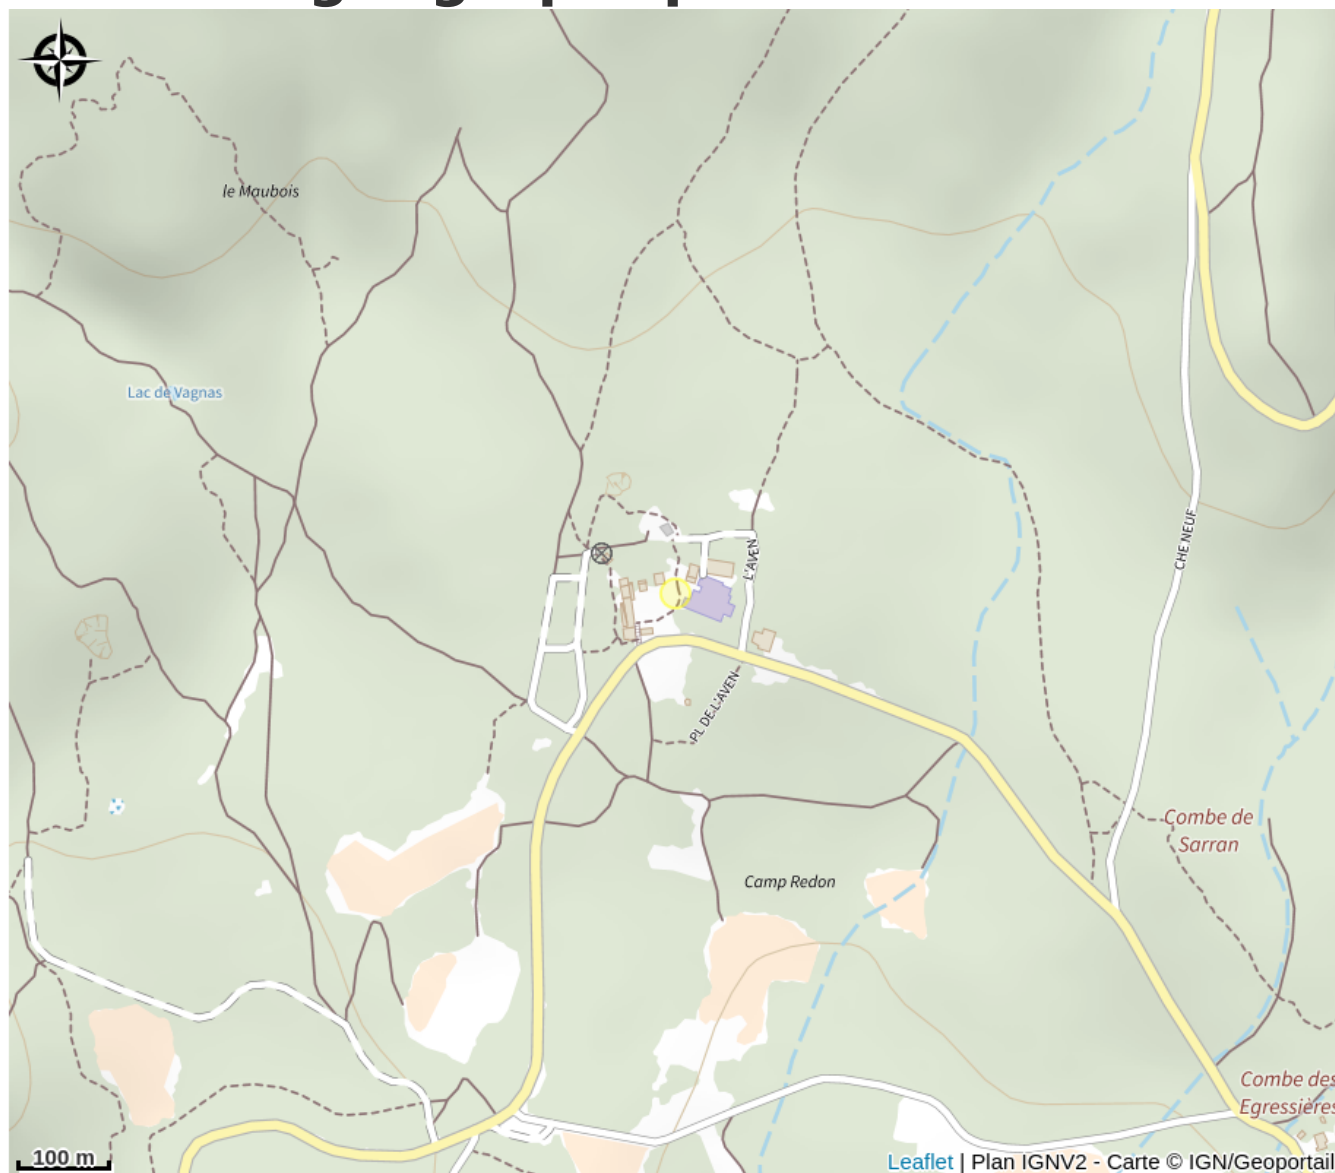 le Maubois
Lac de Vagnas
CHE NEUF
L'AVEN
PL DE L'AVEN
Combe de
Sarran
Camp Redon
Combe des
Egressières
100 m
Leaflet | Plan IGNV2 - Carte © IGN/Geoportail